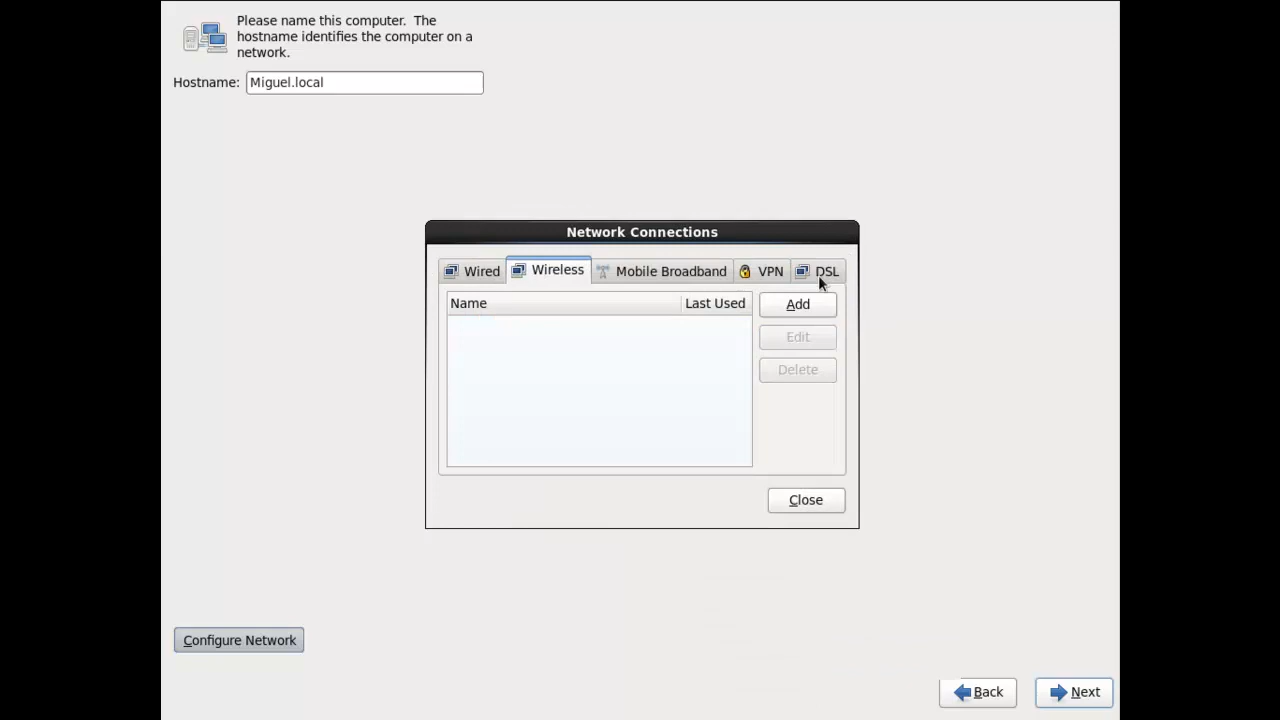 Please name this computer.  The
hostname identifies the computer on a
network.
Hostname: Miguel.local
Network Connections
Wired Wireless Mobile Broadband VPN DSL
Name Last Used Add
Edit
Delete
Close
Configure Network
Back Next